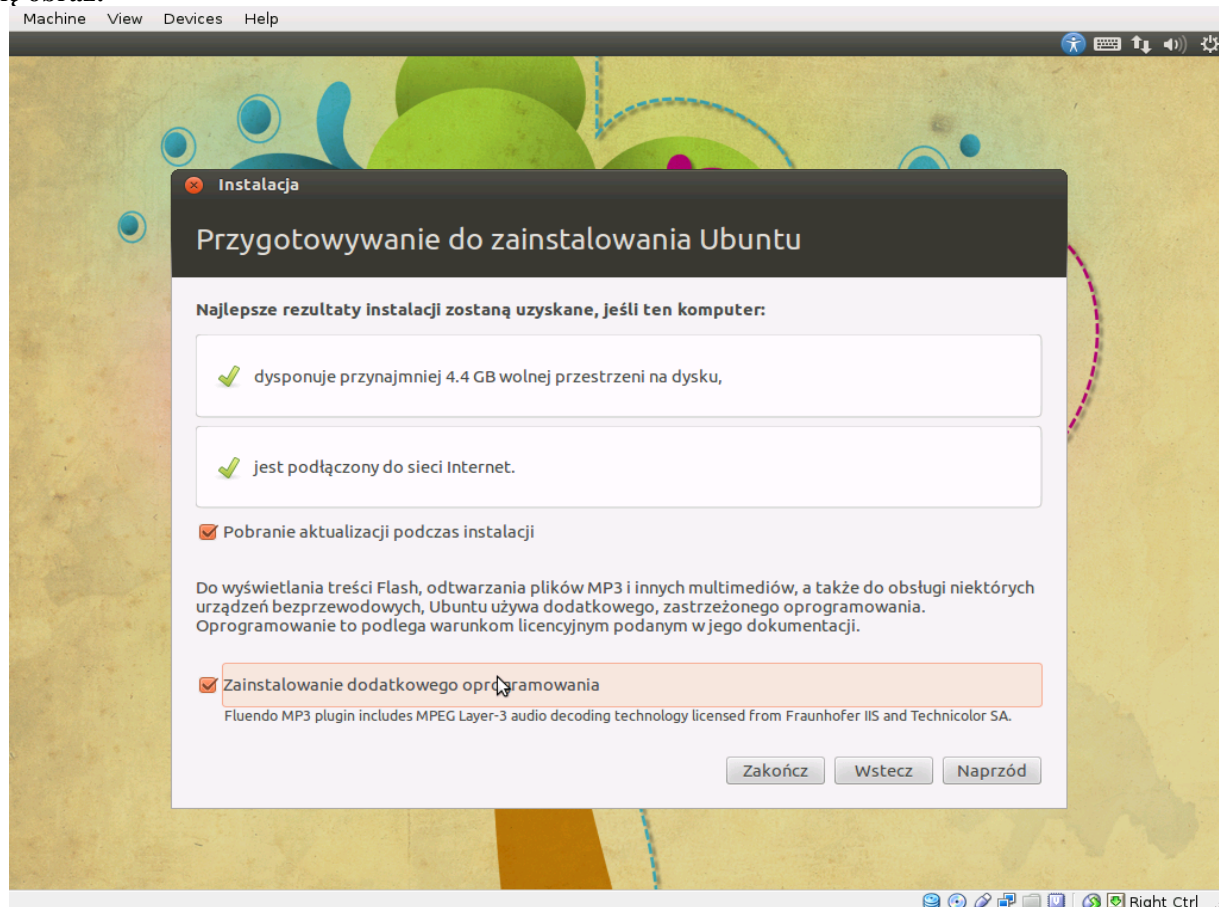 Machine View Devices Help
Instalacja
Przygotowywanie do zainstalowania Ubuntu
Najlepsze rezultaty instalacji zostaną uzyskane, jeśli ten komputer:
dysponuje przynajmniej 4.4 GB wolnej przestrzeni na dysku,
jest podłączony do sieci Internet.
Pobranie aktualizacji podczas instalacji
Do wyświetlania treści Flash, odtwarzania plików MP3 i innych multimediów, a także do obsługi niektórych
urządzeń bezprzewodowych, Ubuntu używa dodatkowego, zastrzeżonego oprogramowania.
Oprogramowanie to podlega warunkom licencyjnym podanym w jego dokumentacji.
Zainstalowanie dodatkowego oprogramowania
Fluendo MP3 plugin includes MPEG Layer-3 audio decoding technology licensed from Fraunhofer IIS and Technicolor SA.
Zakończ Wstecz Naprzód
Right Ctrl